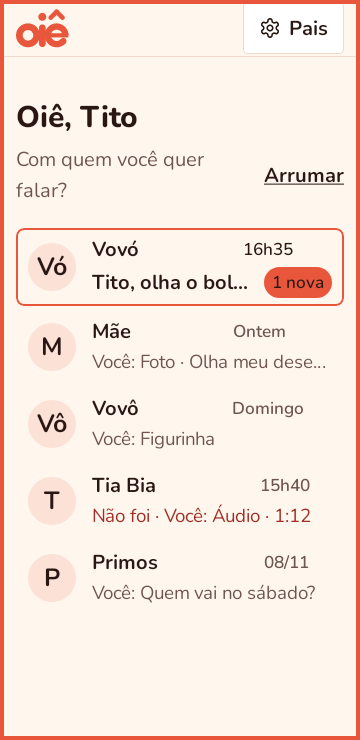 oiê
Pais
Oiê, Tito
Com quem você quer
falar?
Arrumar
Vó
Vovó
16h35
Tito, olha o bol...
1 nova
M
Mãe
Ontem
Você: Foto · Olha meu dese...
Vô
Vovô
Domingo
Você: Figurinha
T
Tia Bia
15h40
Não foi · Você: Áudio · 1:12
P
Primos
08/11
Você: Quem vai no sábado?